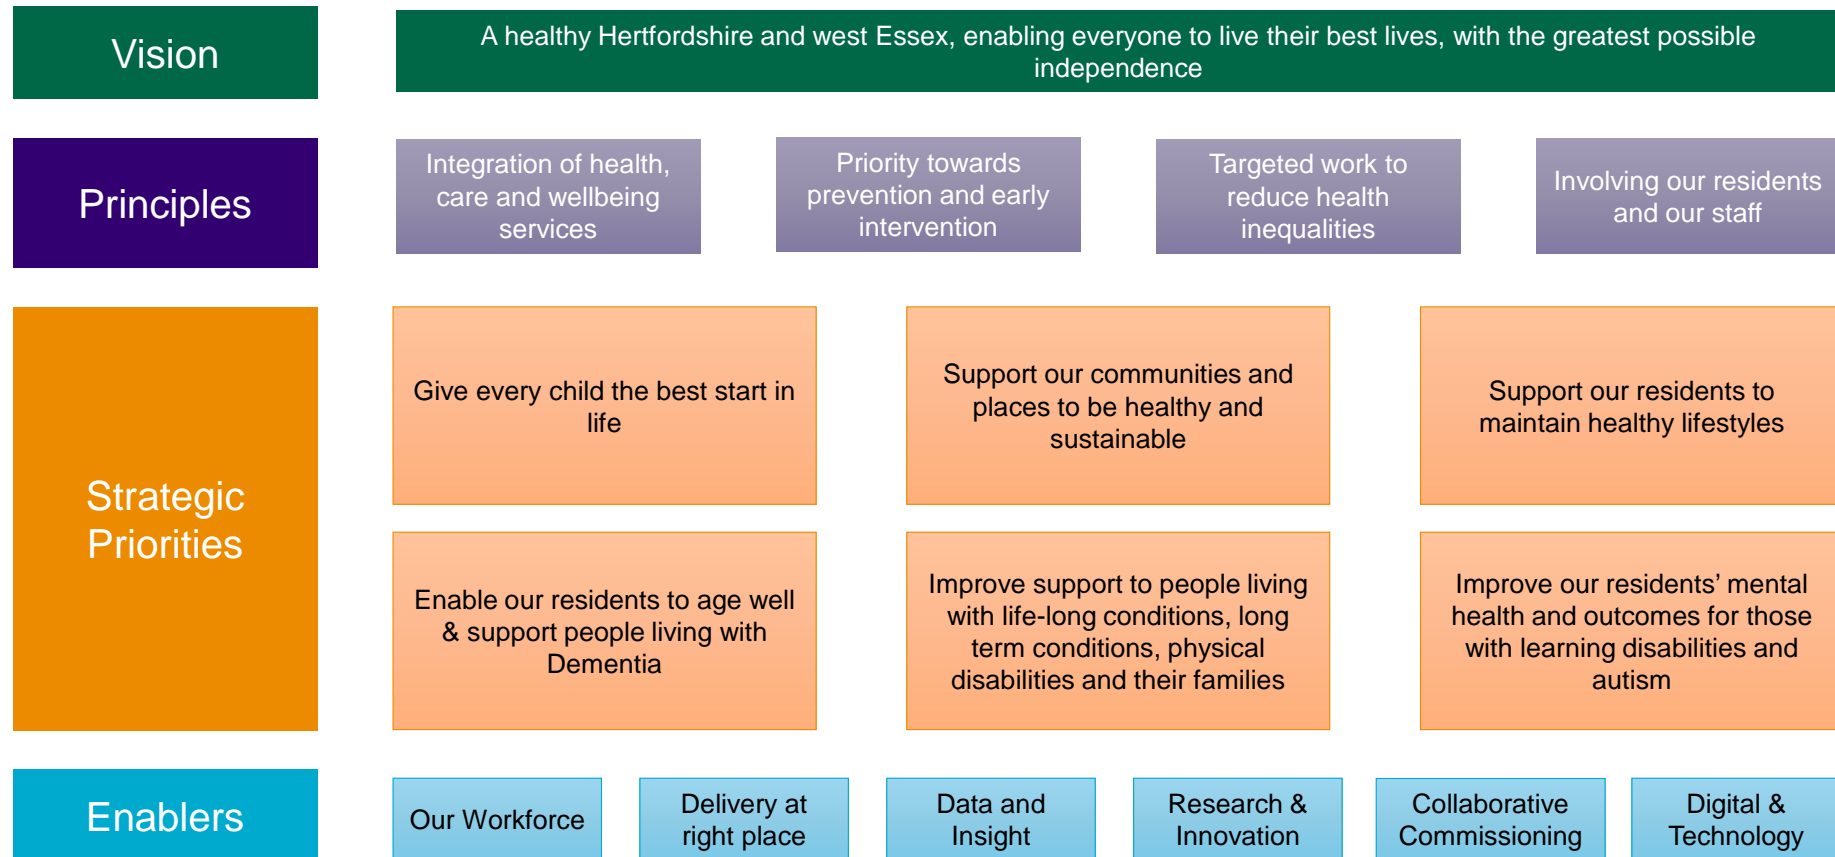 Vision
A healthy Hertfordshire and west Essex, enabling everyone to live their best lives, with the greatest possible
independence
Principles
Integration of health,
care and wellbeing
services
Priority towards
prevention and early
intervention
Targeted work to
reduce health
inequalities
Involving our residents
and our staff
Strategic
Priorities
Give every child the best start in
life
Support our communities and
places to be healthy and
sustainable
Support our residents to
maintain healthy lifestyles
Enable our residents to age well
& support people living with
Dementia
Improve support to people living
with life-long conditions, long
term conditions, physical
disabilities and their families
Improve our residents’ mental
health and outcomes for those
with learning disabilities and
autism
Enablers
Our Workforce
Delivery at
right place
Data and
Insight
Research &
Innovation
Collaborative
Commissioning
Digital &
Technology